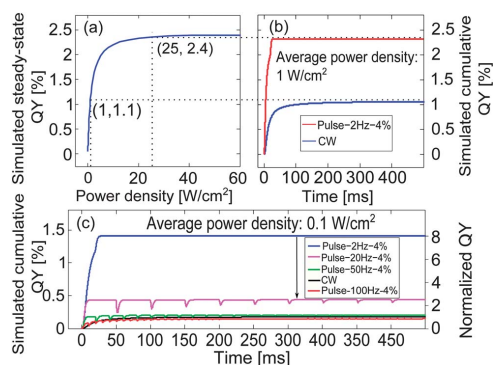 (a)
(25, 2.4)
(1,1.1)
Simulated steady-state
QY [%]
2.5
2
1.5
1
0.5
0
0
20
40
60
Power density [W/cm²]
(b)
Average power density:
1 W/cm²
Pulse-2Hz-4%
CW
0
100
200
300
400
Time [ms]
2.5
2
1.5
1
0.5
0
Simulated cumulative
QY [%]
(c)
Average power density: 0.1 W/cm²
Pulse-2Hz-4%
Pulse-20Hz-4%
Pulse-50Hz-4%
CW
Pulse-100Hz-4%
Simulated cumulative
QY [%]
1.5
1
0.5
0
0
50
100
150
200
250
300
350
400
450
Time [ms]
8
6
4
2
0
Normalized QY